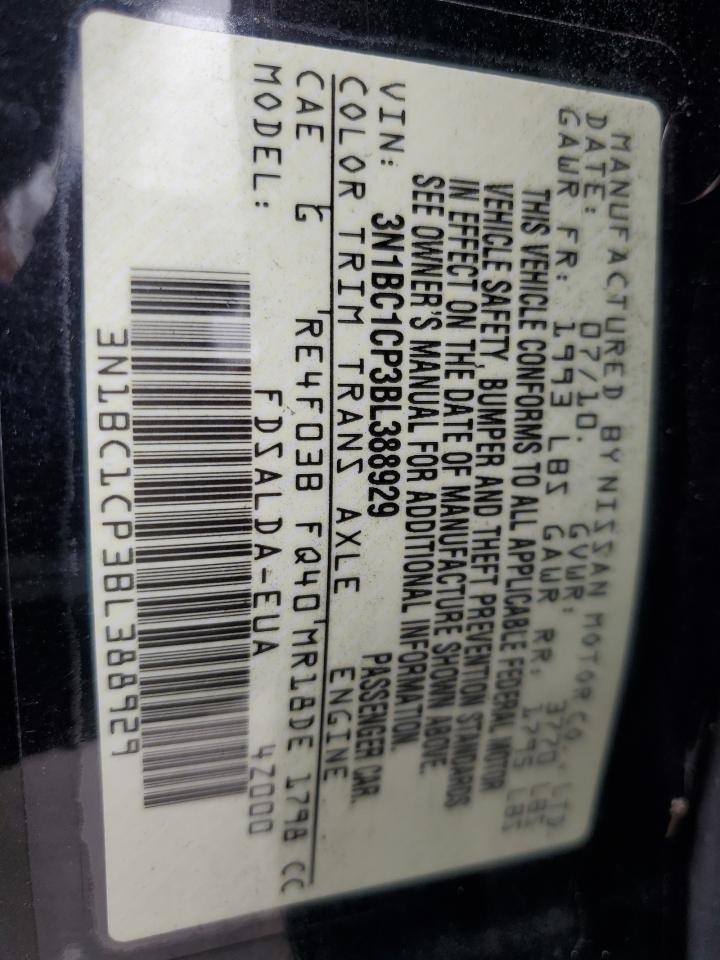 MANUFACTURED BY NISSAN MOTOR CO., LTD.
DATE: 07/10. GVWR: 3770 LBS
GAWR FR: 1993 LBS GAWR RR: 1795 LBS
THIS VEHICLE CONFORMS TO ALL APPLICABLE FEDERAL MOTOR
VEHICLE SAFETY, BUMPER AND THEFT PREVENTION STANDARDS
IN EFFECT ON THE DATE OF MANUFACTURE SHOWN ABOVE.
SEE OWNER'S MANUAL FOR ADDITIONAL INFORMATION.
VIN: 3N1BC1CP3BL388929 PASSENGER CAR.
COLOR TRIM TRANS AXLE ENGINE
CAE G RE4F03B FQ40 MR18DE 1798 CC
MODEL: FDSALDA-EUA 4Z000
3N1BC1CP3BL388929